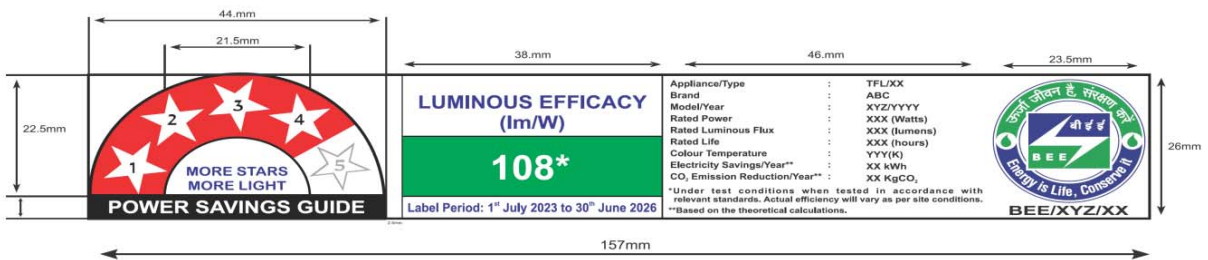 44.mm
21.5mm
38.mm
46.mm
23.5mm
22.5mm
26mm
1
2
3
4
5
MORE STARS
MORE LIGHT
POWER SAVINGS GUIDE
LUMINOUS EFFICACY
(lm/W)
108*
Label Period: 1st July 2023 to 30th June 2026
Appliance/Type : TFL/XX
Brand : ABC
Model/Year : XYZ/YYYY
Rated Power : XXX (Watts)
Rated Luminous Flux : XXX (lumens)
Rated Life : XXX (hours)
Colour Temperature : YYY(K)
Electricity Savings/Year** : XX kWh
CO₂ Emission Reduction/Year** : XX KgCO₂
*Under test conditions when tested in accordance with
relevant standards. Actual efficiency will vary as per site conditions.
**Based on the theoretical calculations.
ऊर्जा जीवन है, संरक्षण करें
बीईई
BEE
Energy is Life, Conserve it
BEE/XYZ/XX
157mm